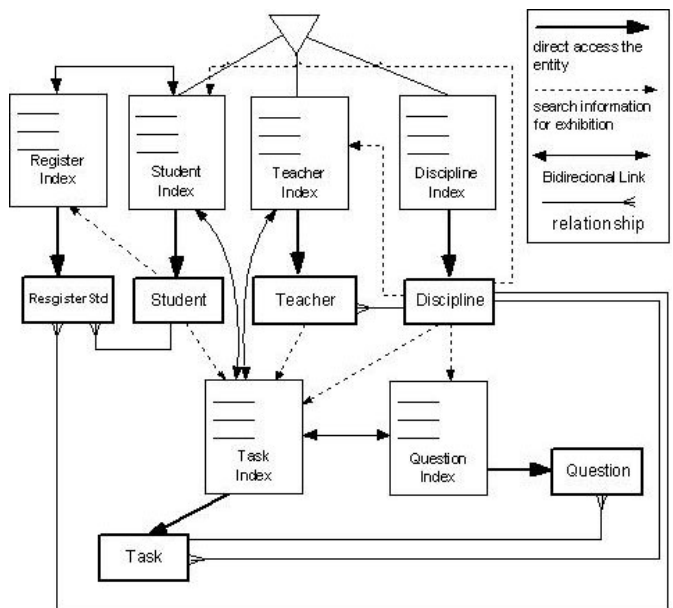 direct access the
entity
search information
for exhibition
Bidirecional Link
relationship
Register
Index
Student
Index
Teacher
Index
Discipline
Index
Resgister Std
Student
Teacher
Discipline
Task
Index
Question
Index
Question
Task